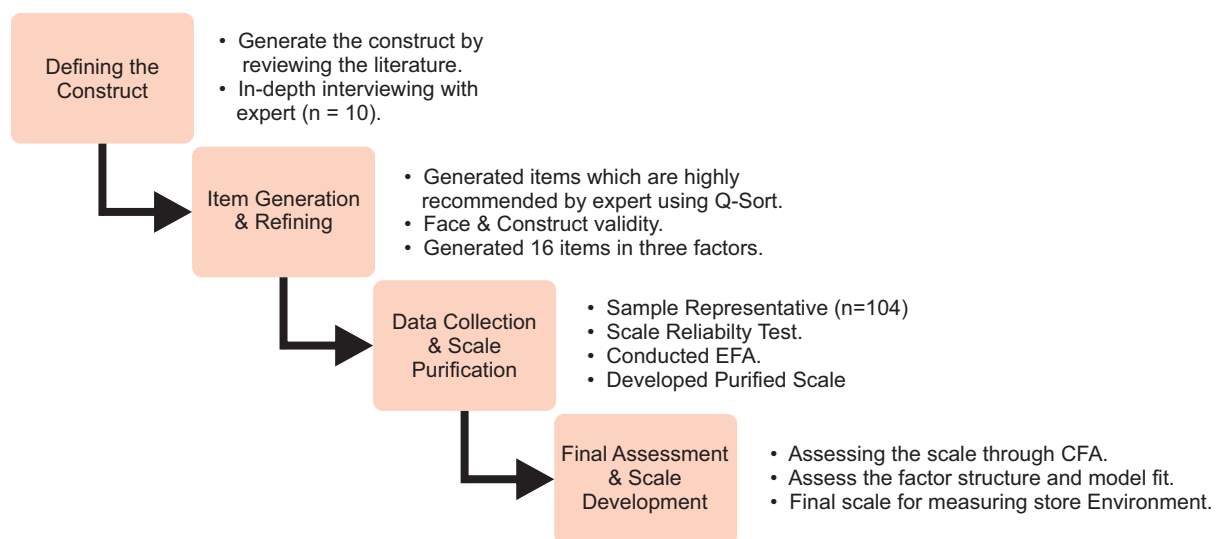 Defining the
Construct
• Generate the construct by
reviewing the literature.
• In-depth interviewing with
expert (n = 10).
Item Generation
& Refining
• Generated items which are highly
recommended by expert using Q-Sort.
• Face & Construct validity.
• Generated 16 items in three factors.
Data Collection
& Scale
Purification
• Sample Representative (n=104)
• Scale Reliabilty Test.
• Conducted EFA.
• Developed Purified Scale
Final Assessment
& Scale
Development
• Assessing the scale through CFA.
• Assess the factor structure and model fit.
• Final scale for measuring store Environment.